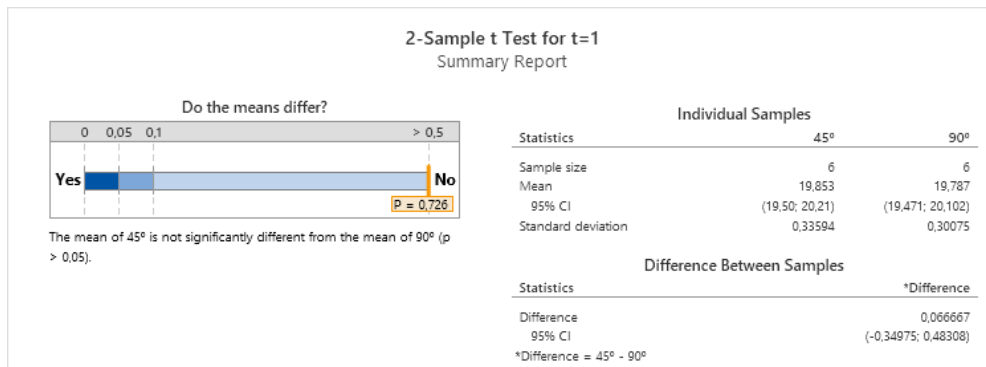 2-Sample t Test for t=1
Summary Report
Do the means differ?
0 0,05 0,1 > 0,5
Yes No
P = 0,726
The mean of 45º is not significantly different from the mean of 90º (p
> 0,05).
Individual Samples
Statistics 45º 90º
Sample size 6 6
Mean 19,853 19,787
95% CI (19,50; 20,21) (19,471; 20,102)
Standard deviation 0,33594 0,30075
Difference Between Samples
Statistics *Difference
Difference 0,066667
95% CI (-0,34975; 0,48308)
*Difference = 45º - 90º